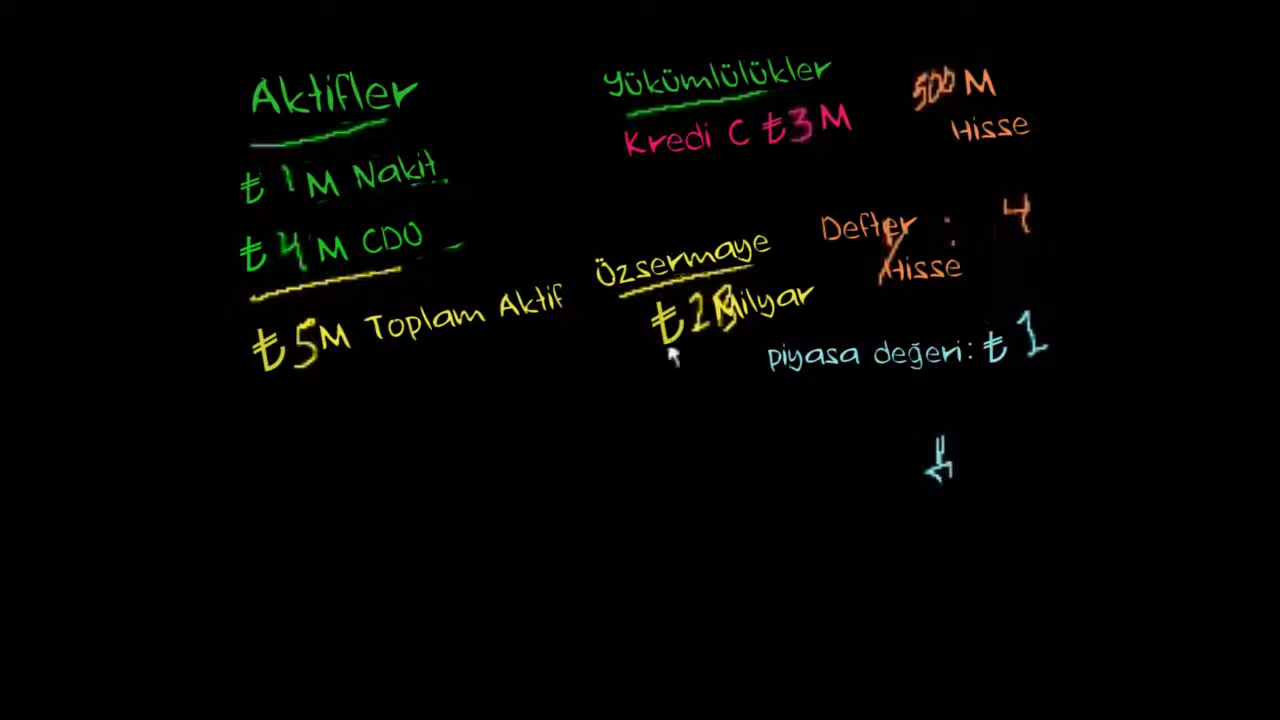 Aktifler
₺ 1 M Nakit
₺ 4 M CDO
₺ 5 M Toplam Aktif
Yükümlülükler
Kredi C ₺ 3 M
Özsermaye
₺ 2 Milyar
500 M
Hisse
Defter : 4
/Hisse
piyasa değeri: ₺ 1